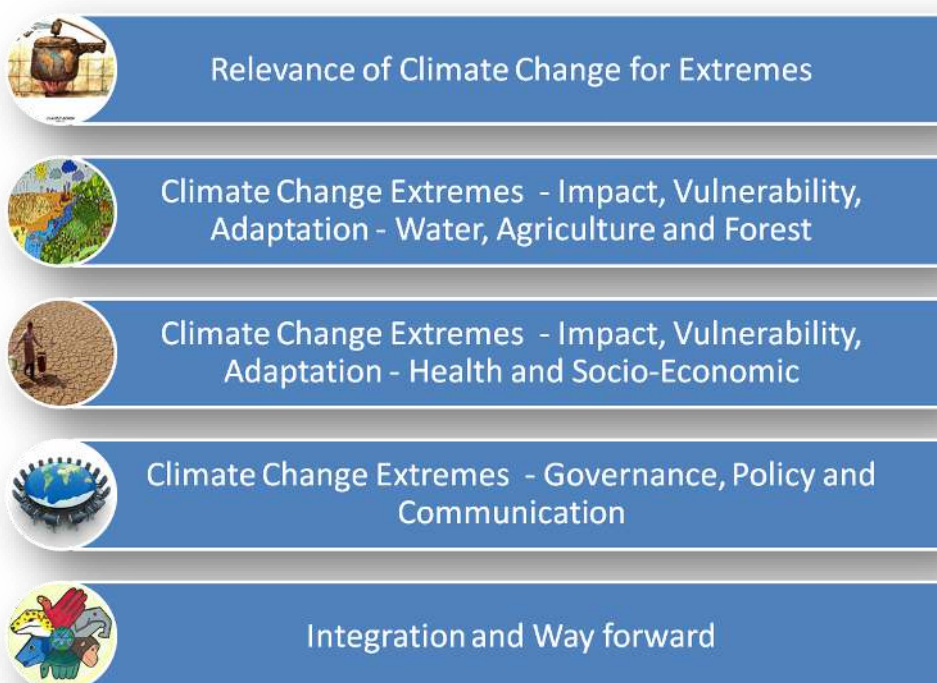 Relevance of Climate Change for Extremes
Climate Change Extremes - Impact, Vulnerability,
Adaptation - Water, Agriculture and Forest
Climate Change Extremes - Impact, Vulnerability,
Adaptation - Health and Socio-Economic
Climate Change Extremes - Governance, Policy and
Communication
Integration and Way forward